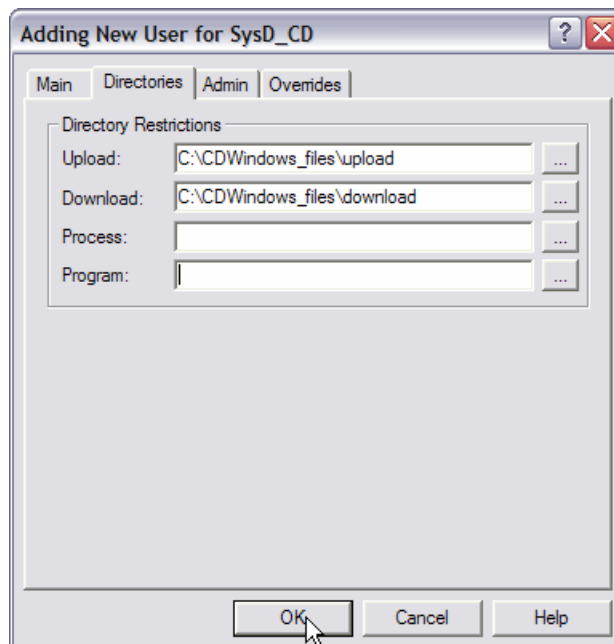 Adding New User for SysD_CD
?
Main Directories Admin Overrides
Directory Restrictions
Upload: C:\CDWindows_files\upload ...
Download: C:\CDWindows_files\download ...
Process: ...
Program: ...
OK Cancel Help